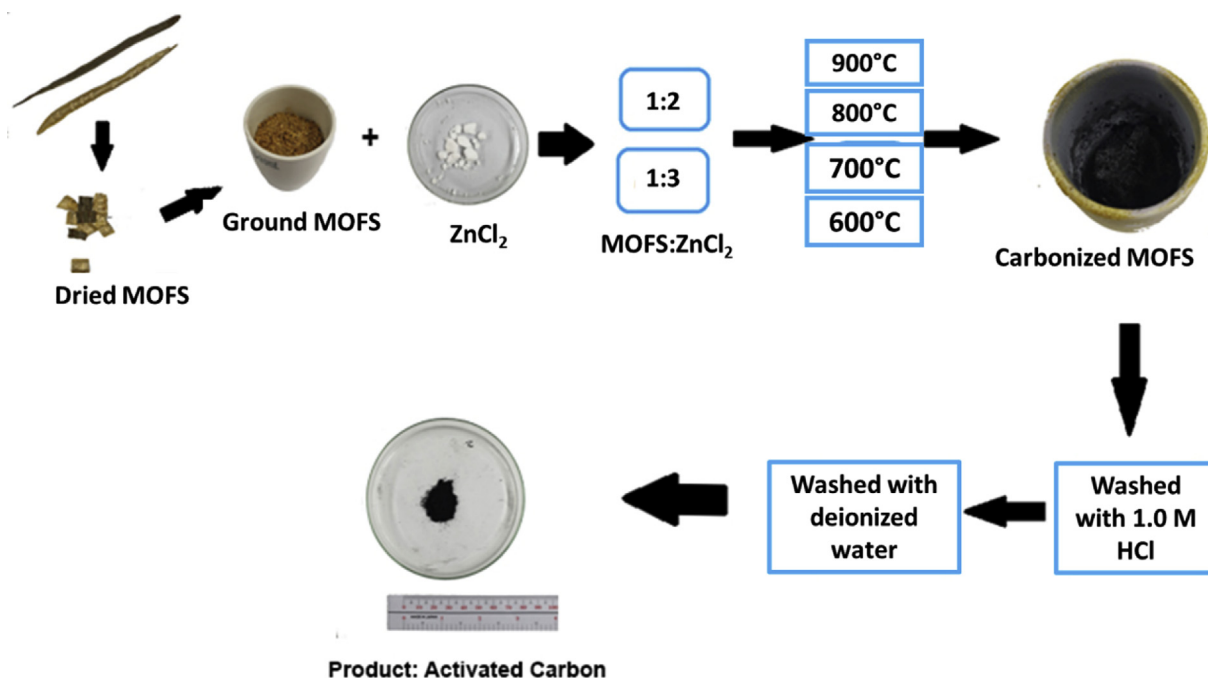 Dried MOFS
Ground MOFS
+
ZnCl₂
1:2
1:3
MOFS:ZnCl₂
900°C
800°C
700°C
600°C
Carbonized MOFS
Washed
with 1.0 M
HCl
Washed with
deionized
water
Product: Activated Carbon